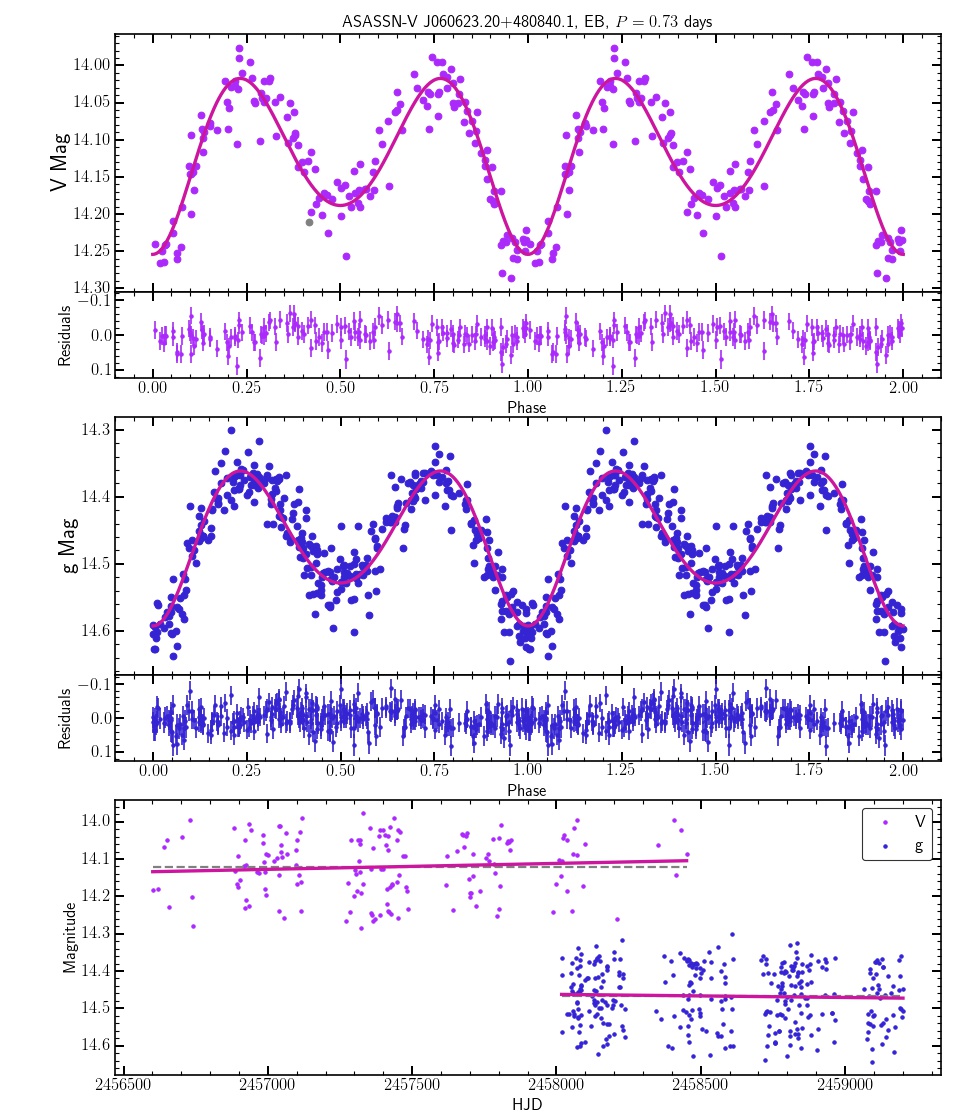 ASASSN-V J060623.20+480840.1, EB, P = 0.73 days
V Mag
14.00
14.05
14.10
14.15
14.20
14.25
14.30
Residuals
−0.1
0.0
0.1
0.00 0.25 0.50 0.75 1.00 1.25 1.50 1.75 2.00
Phase
g Mag
14.3
14.4
14.5
14.6
Residuals
−0.1
0.0
0.1
0.00 0.25 0.50 0.75 1.00 1.25 1.50 1.75 2.00
Phase
Magnitude
14.0
14.1
14.2
14.3
14.4
14.5
14.6
V
g
2456500 2457000 2457500 2458000 2458500 2459000
HJD